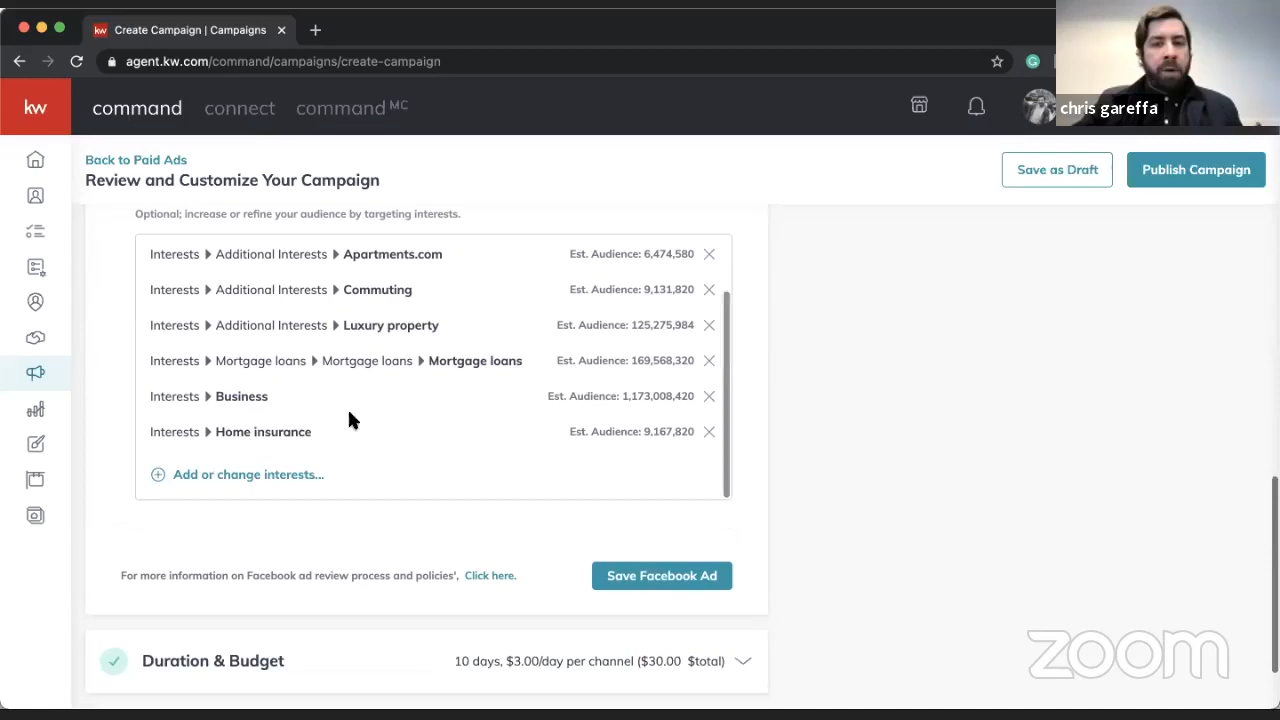 kw Create Campaign | Campaigns
agent.kw.com/command/campaigns/create-campaign
chris gareffa
kw command connect command MC
Back to Paid Ads
Review and Customize Your Campaign
Save as Draft
Publish Campaign
Optional; increase or refine your audience by targeting interests.
Interests Additional Interests Apartments.com Est. Audience: 6,474,580
Interests Additional Interests Commuting Est. Audience: 9,131,820
Interests Additional Interests Luxury property Est. Audience: 125,275,984
Interests Mortgage loans Mortgage loans Mortgage loans Est. Audience: 169,568,320
Interests Business Est. Audience: 1,173,008,420
Interests Home insurance Est. Audience: 9,167,820
Add or change interests...
For more information on Facebook ad review process and policies', Click here.
Save Facebook Ad
Duration & Budget 10 days, $3.00/day per channel ($30.00 $total)
zoom